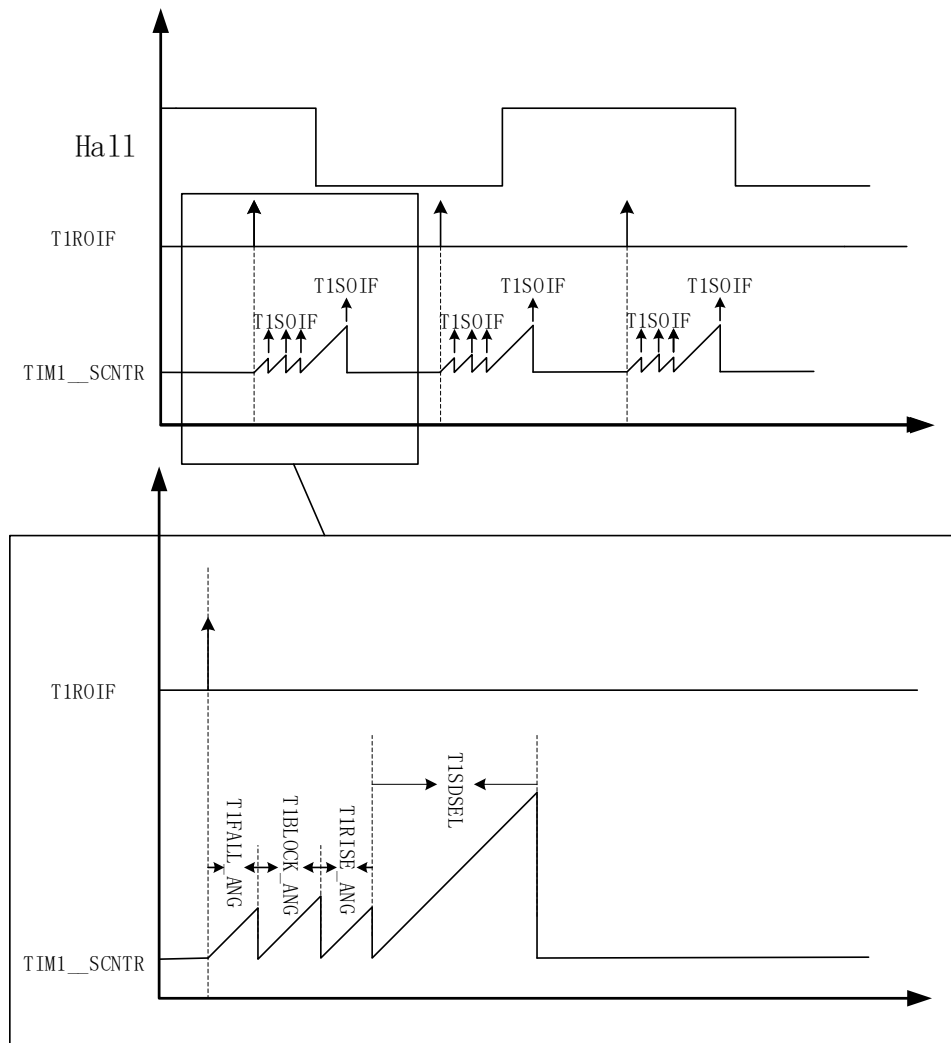 Hall
T1ROIF
T1SOIF
T1SOIF
T1SOIF
T1SOIF
T1SOIF
T1SOIF
TIM1__SCNTR
T1ROIF
T1FALL_ANG
T1BLOCK_ANG
T1RISE_ANG
T1SDSEL
TIM1__SCNTR